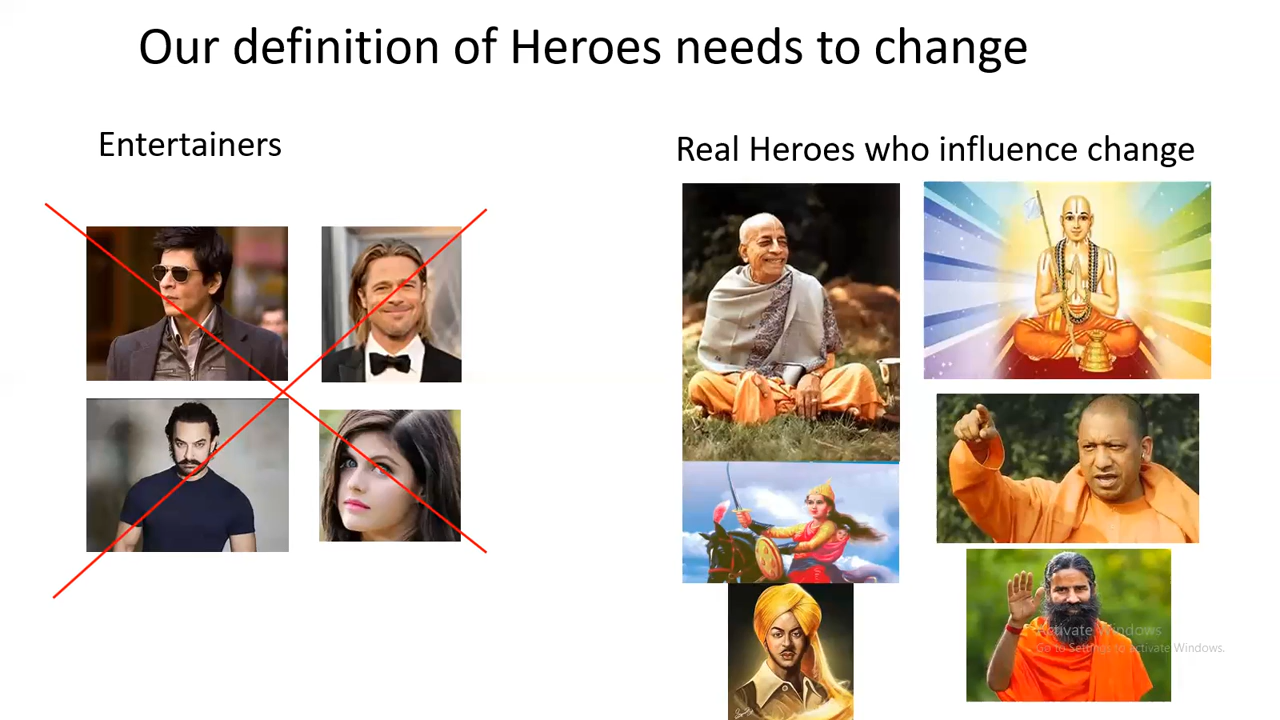 Our definition of Heroes needs to change
Entertainers
Real Heroes who influence change
Activate Windows
Go to Settings to activate Windows.